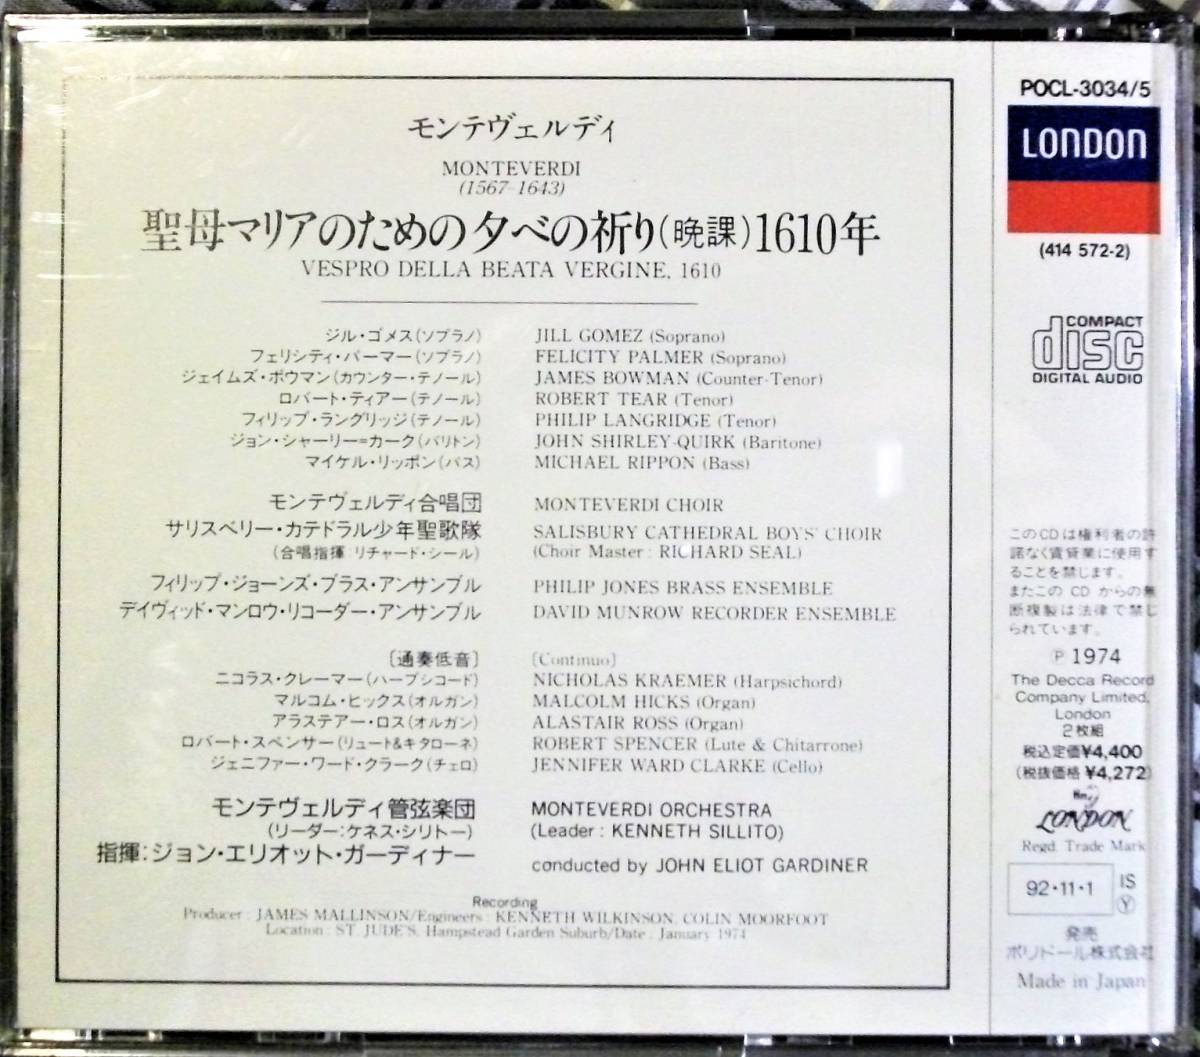 モンテヴェルディ
MONTEVERDI
(1567-1643)
聖母マリアのための夕べの祈り(晩課)1610年
VESPRO DELLA BEATA VERGINE, 1610
ジル・ゴメス(ソプラノ) JILL GOMEZ (Soprano)
フェリシティ・パーマー(ソプラノ) FELICITY PALMER (Soprano)
ジェイムズ・ボウマン(カウンター・テノール) JAMES BOWMAN (Counter-Tenor)
ロバート・ティアー(テノール) ROBERT TEAR (Tenor)
フィリップ・ラングリッジ(テノール) PHILIP LANGRIDGE (Tenor)
ジョン・シャーリー=カーク(バリトン) JOHN SHIRLEY-QUIRK (Baritone)
マイケル・リッポン(バス) MICHAEL RIPPON (Bass)
モンテヴェルディ合唱団 MONTEVERDI CHOIR
サリスベリー・カテドラル少年聖歌隊 SALISBURY CATHEDRAL BOYS' CHOIR
(合唱指揮:リチャード・シール) (Choir Master: RICHARD SEAL)
フィリップ・ジョーンズ・ブラス・アンサンブル PHILIP JONES BRASS ENSEMBLE
デイヴィッド・マンロウ・リコーダー・アンサンブル DAVID MUNROW RECORDER ENSEMBLE
〔通奏低音〕 〔Continuo〕
ニコラス・クレーマー(ハープシコード) NICHOLAS KRAEMER (Harpsichord)
マルコム・ヒックス(オルガン) MALCOLM HICKS (Organ)
アラステアー・ロス(オルガン) ALASTAIR ROSS (Organ)
ロバート・スペンサー(リュート&キタローネ) ROBERT SPENCER (Lute & Chitarrone)
ジェニファー・ワード・クラーク(チェロ) JENNIFER WARD CLARKE (Cello)
モンテヴェルディ管弦楽団 MONTEVERDI ORCHESTRA
(リーダー:ケネス・シリトー) (Leader: KENNETH SILLITO)
指揮:ジョン・エリオット・ガーディナー conducted by JOHN ELIOT GARDINER
Recording
Producer: JAMES MALLINSON/Engineers: KENNETH WILKINSON, COLIN MOORFOOT
Location: ST. JUDE'S, Hampstead Garden Suburb/Date: January 1974
POCL-3034/5
LONDON
(414 572-2)
COMPACT
disc
DIGITAL AUDIO
このCDは権利者の許
諾なく賃貸業に使用す
ることを禁じます。
またこの CD からの無
断複製は法律で禁じ
られています。
Ⓟ 1974
The Decca Record
Company Limited,
London
2枚組
税込定価¥4,400
(税抜価格 ¥4,272)
LONDON
Regd. Trade Mark
92・11・1 IS
Ⓨ
発売
ポリドール株式会社
Made in Japan